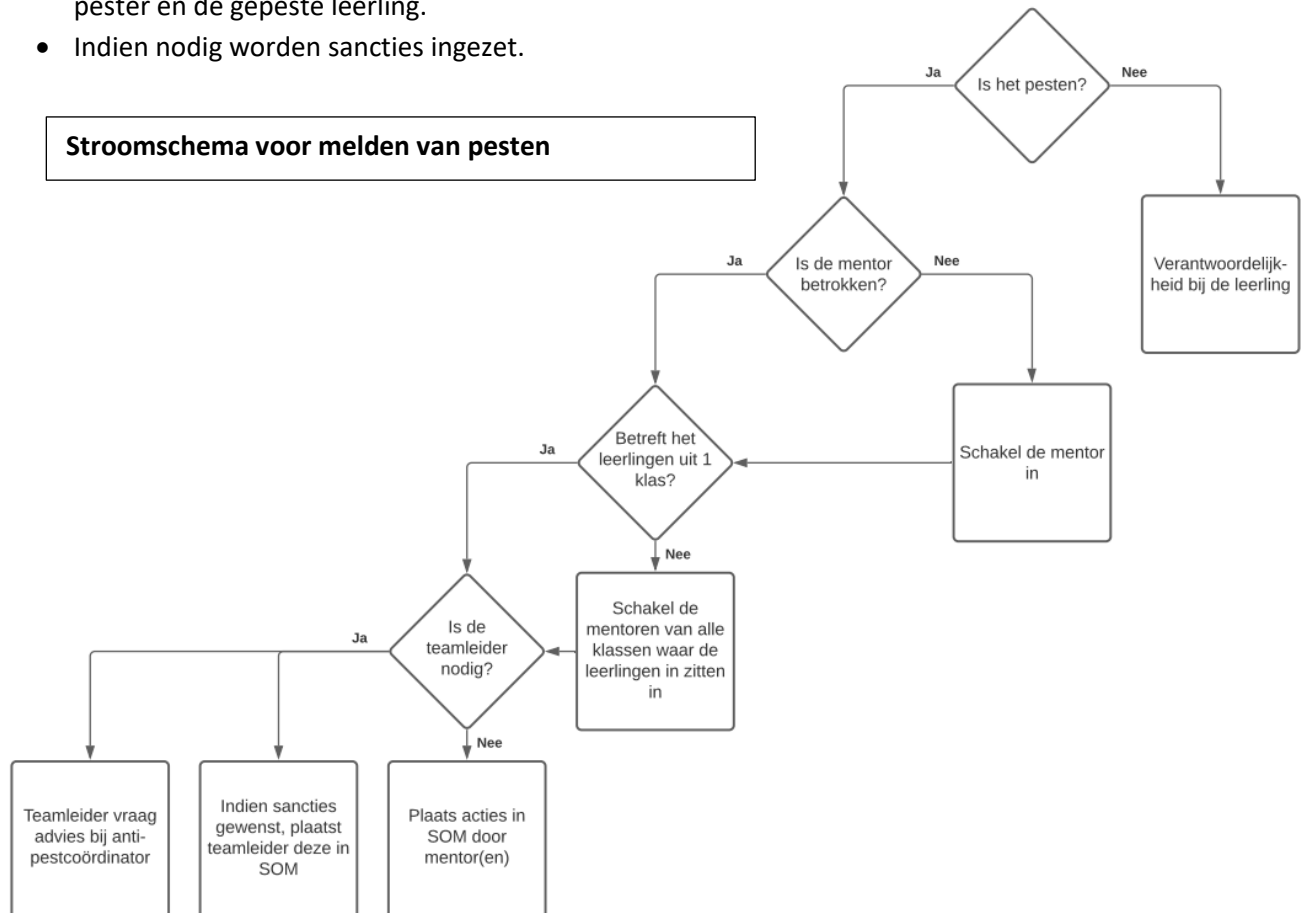 pester en de gepeste leerling.
• Indien nodig worden sancties ingezet.
Stroomschema voor melden van pesten
Ja
Is het pesten?
Nee
Ja
Is de mentor
betrokken?
Nee
Verantwoordelijk-
heid bij de leerling
Ja
Betreft het
leerlingen uit 1
klas?
Schakel de mentor
in
Nee
Ja
Is de
teamleider
nodig?
Schakel de
mentoren van alle
klassen waar de
leerlingen in zitten
in
Nee
Teamleider vraag
advies bij anti-
pestcoördinator
Indien sancties
gewenst, plaatst
teamleider deze in
SOM
Plaats acties in
SOM door
mentor(en)